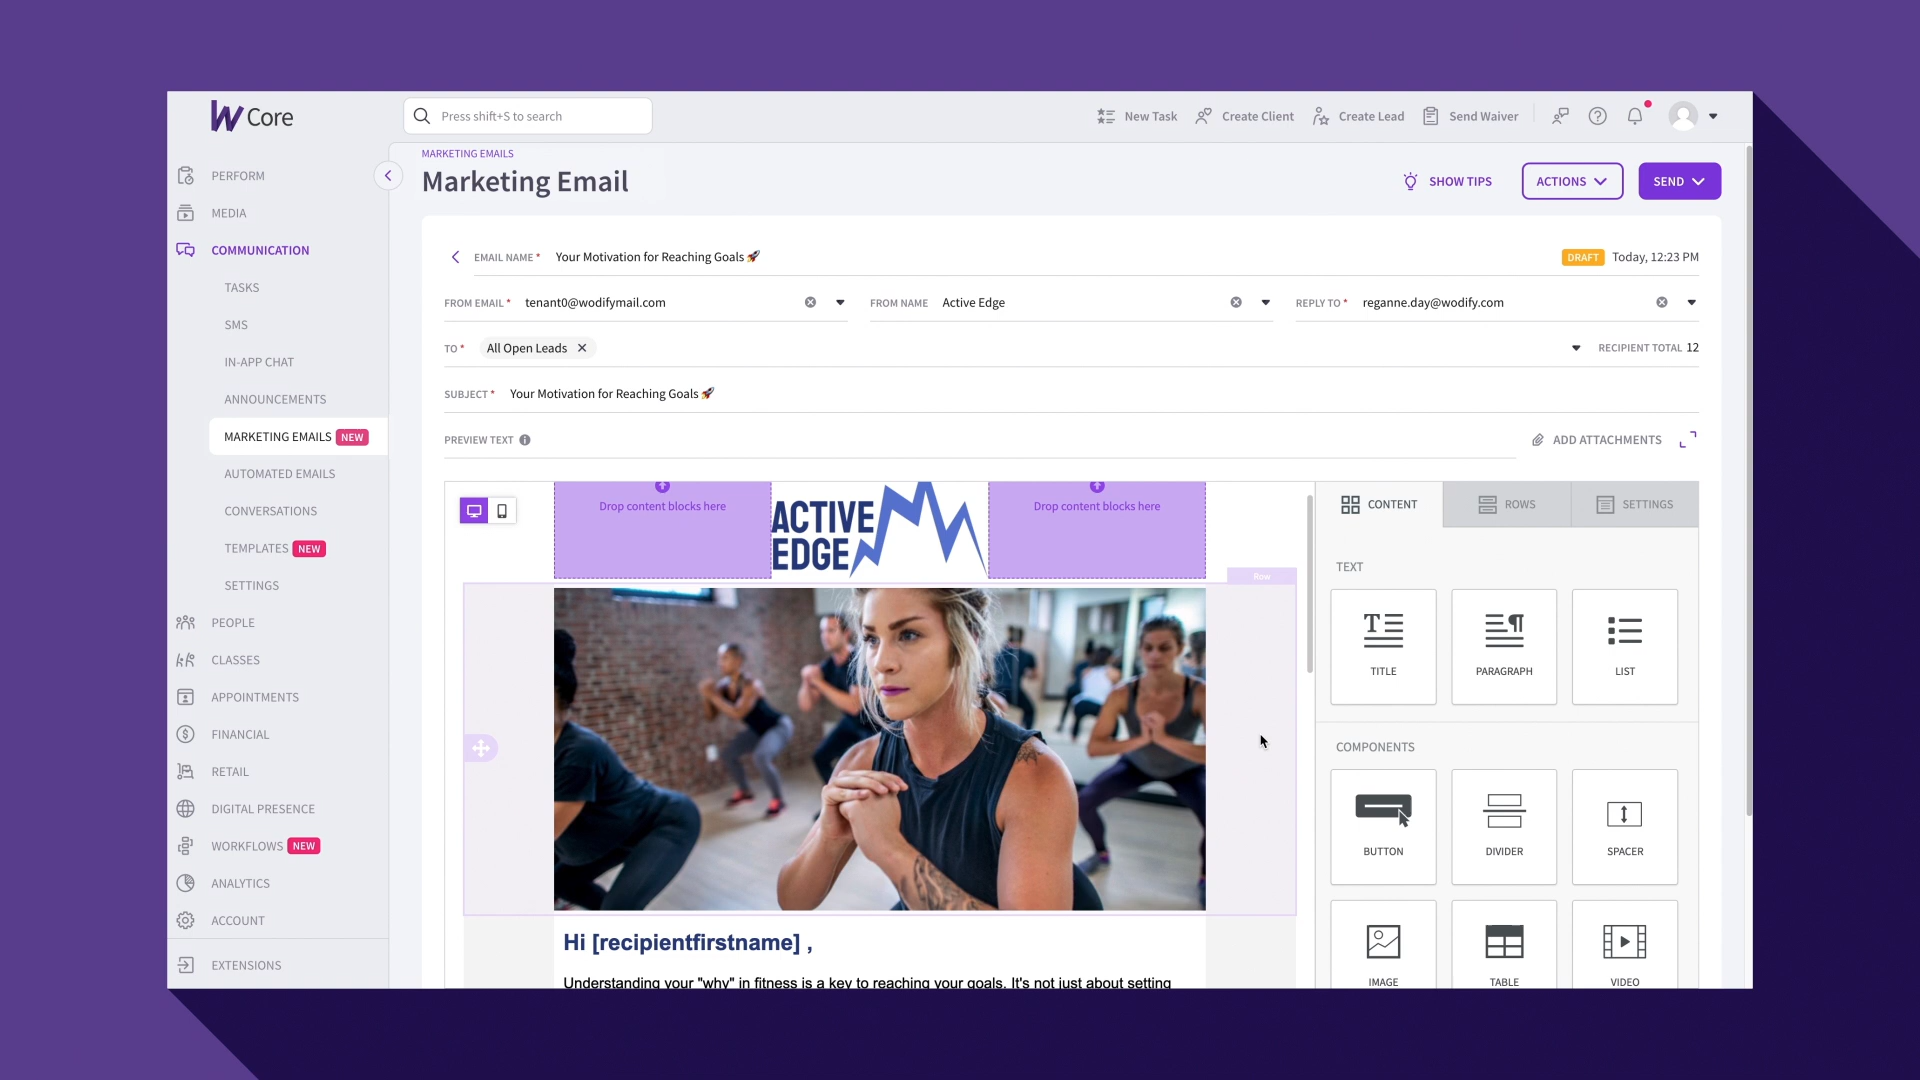 W Core
Press shift+S to search
New Task
Create Client
Create Lead
Send Waiver
PERFORM
MEDIA
COMMUNICATION
TASKS
SMS
IN-APP CHAT
ANNOUNCEMENTS
MARKETING EMAILS NEW
AUTOMATED EMAILS
CONVERSATIONS
TEMPLATES NEW
SETTINGS
PEOPLE
CLASSES
APPOINTMENTS
FINANCIAL
RETAIL
DIGITAL PRESENCE
WORKFLOWS NEW
ANALYTICS
ACCOUNT
EXTENSIONS
MARKETING EMAILS
Marketing Email
SHOW TIPS
ACTIONS
SEND
EMAIL NAME * Your Motivation for Reaching Goals 🚀
DRAFT Today, 12:23 PM
FROM EMAIL * tenant0@wodifymail.com
FROM NAME Active Edge
REPLY TO * reganne.day@wodify.com
TO * All Open Leads
RECIPIENT TOTAL 12
SUBJECT * Your Motivation for Reaching Goals 🚀
PREVIEW TEXT
ADD ATTACHMENTS
Drop content blocks here
ACTIVE
EDGE
Drop content blocks here
Row
Hi [recipientfirstname] ,
Understanding your "why" in fitness is a key to reaching your goals. It's not just about setting
CONTENT
ROWS
SETTINGS
TEXT
TITLE
PARAGRAPH
LIST
COMPONENTS
BUTTON
DIVIDER
SPACER
IMAGE
TABLE
VIDEO